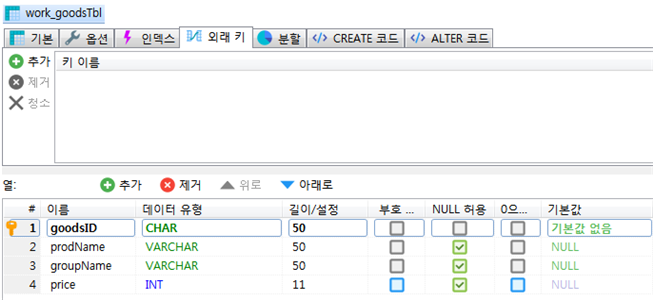 work_goodsTbl
기본 옵션 인덱스 외래 키 분할 CREATE 코드 ALTER 코드
추가 키 이름
제거
청소
열: 추가 제거 위로 아래로
# 이름 데이터 유형 길이/설정 부호 ... NULL 허용 0으... 기본값
1 goodsID CHAR 50 기본값 없음
2 prodName VARCHAR 50 NULL
3 groupName VARCHAR 50 NULL
4 price INT 11 NULL